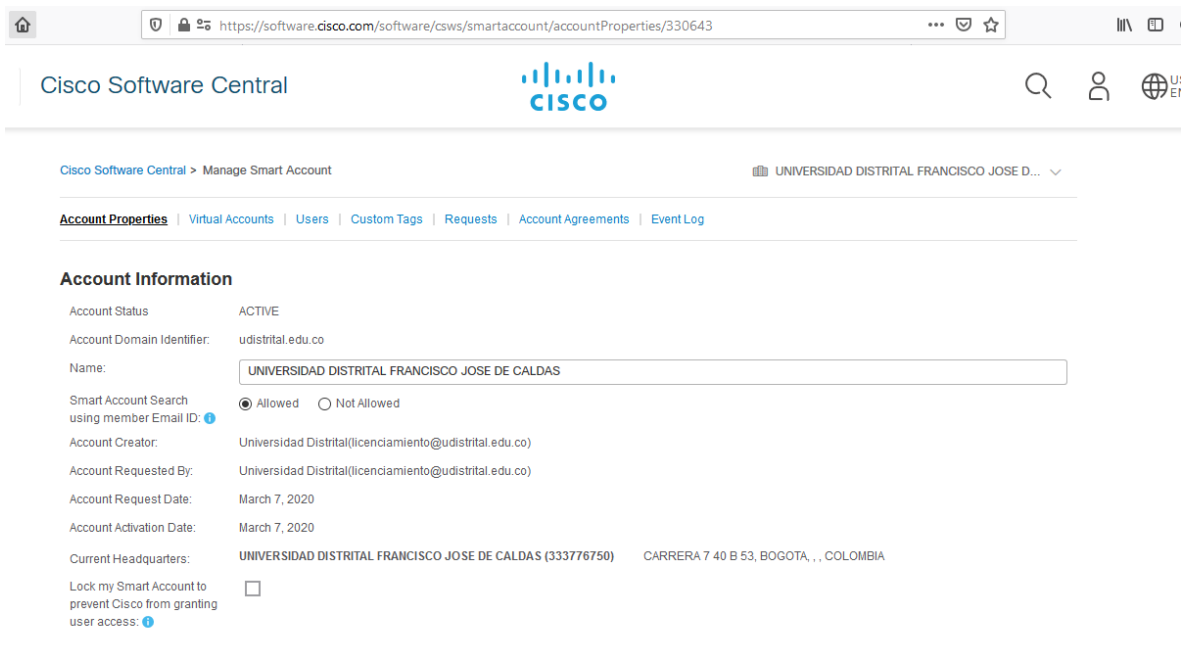 https://software.cisco.com/software/csws/smartaccount/accountProperties/330643
Cisco Software Central
CISCO
US
EN
Cisco Software Central > Manage Smart Account
UNIVERSIDAD DISTRITAL FRANCISCO JOSE D...
Account Properties | Virtual Accounts | Users | Custom Tags | Requests | Account Agreements | Event Log
Account Information
Account Status ACTIVE
Account Domain Identifier: udistrital.edu.co
Name: UNIVERSIDAD DISTRITAL FRANCISCO JOSE DE CALDAS
Smart Account Search
using member Email ID: Allowed Not Allowed
Account Creator: Universidad Distrital(licenciamiento@udistrital.edu.co)
Account Requested By: Universidad Distrital(licenciamiento@udistrital.edu.co)
Account Request Date: March 7, 2020
Account Activation Date: March 7, 2020
Current Headquarters: UNIVERSIDAD DISTRITAL FRANCISCO JOSE DE CALDAS (333776750) CARRERA 7 40 B 53, BOGOTA, , , COLOMBIA
Lock my Smart Account to
prevent Cisco from granting
user access: